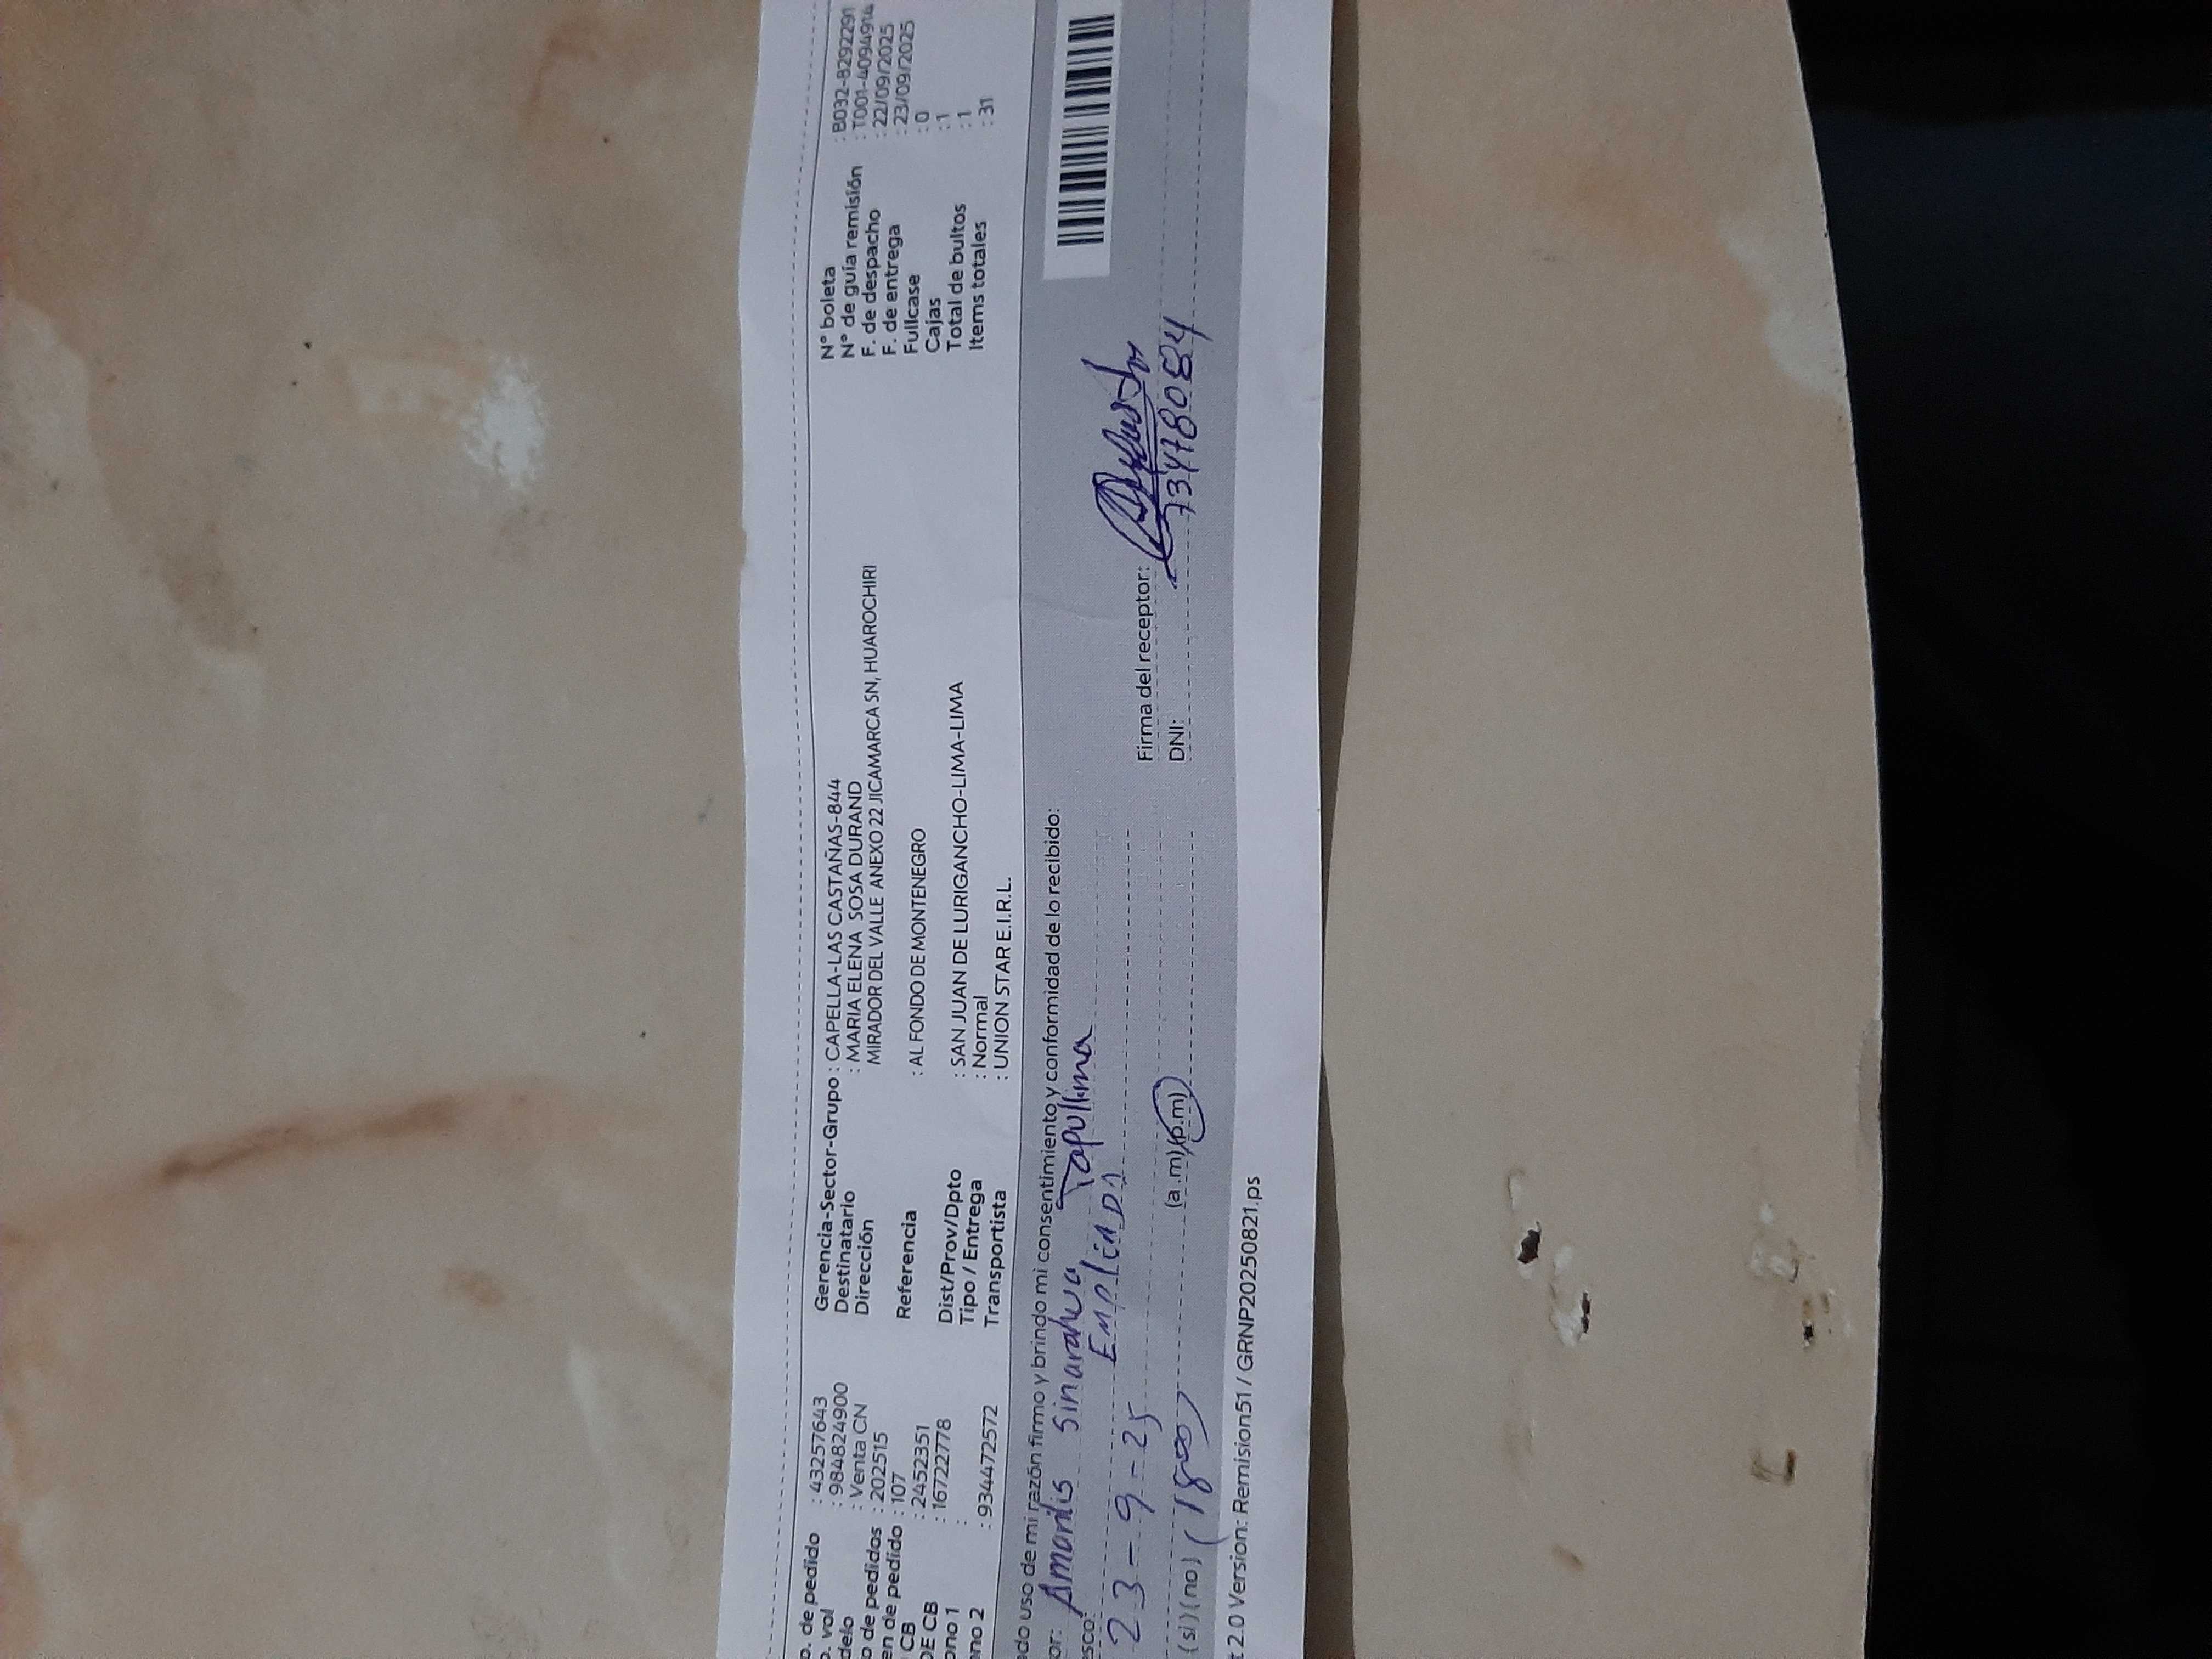 o. de pedido : 43257643
o. vol : 984824900
delo : Venta CN
o de pedidos : 202515
en de pedido : 107
CB : 2452351
DE CB : 16722778
ono 1 :
ono 2 : 934472572
Gerencia-Sector-Grupo : CAPELLA-LAS CASTAÑAS-844
Destinatario : MARIA ELENA SOSA DURAND
Dirección MIRADOR DEL VALLE ANEXO 22 JICAMARCA SN, HUAROCHIRI
Referencia : AL FONDO DE MONTENEGRO
Dist/Prov/Dpto : SAN JUAN DE LURIGANCHO-LIMA-LIMA
Tipo / Entrega : Normal
Transportista : UNION STAR E.I.R.L.
N° boleta : B032-8292291
N° de guía remisión : T001-4094914
F. de despacho : 22/09/2025
F. de entrega : 23/09/2025
Fullcase : 0
Cajas : 1
Total de bultos : 1
Items totales : 31
do uso de mi razón firmo y brindo mi consentimiento y conformidad de lo recibido:
or: Amarilis Sinarahua Tapullima
esco: Empleada
23-9-25
(si) (no) (1800) (a.m)(p.m)
Firma del receptor:
DNI: 73478084
t 2.0 Version: Remision51 / GRNP20250821.ps